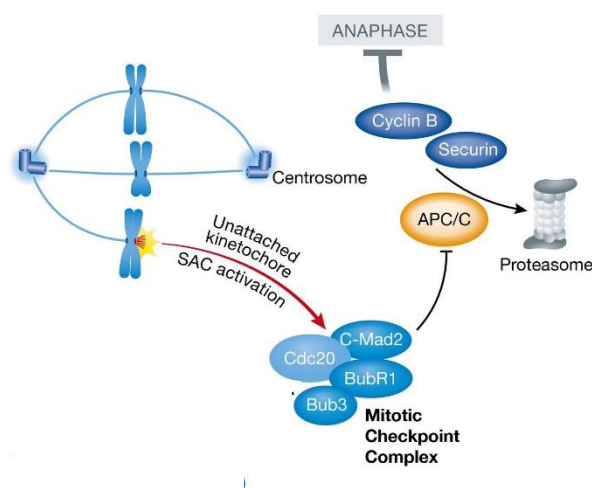 ANAPHASE
Cyclin B
Securin
Centrosome
APC/C
Proteasome
Unattached
kinetochore
SAC activation
C-Mad2
Cdc20
BubR1
Bub3
Mitotic
Checkpoint
Complex